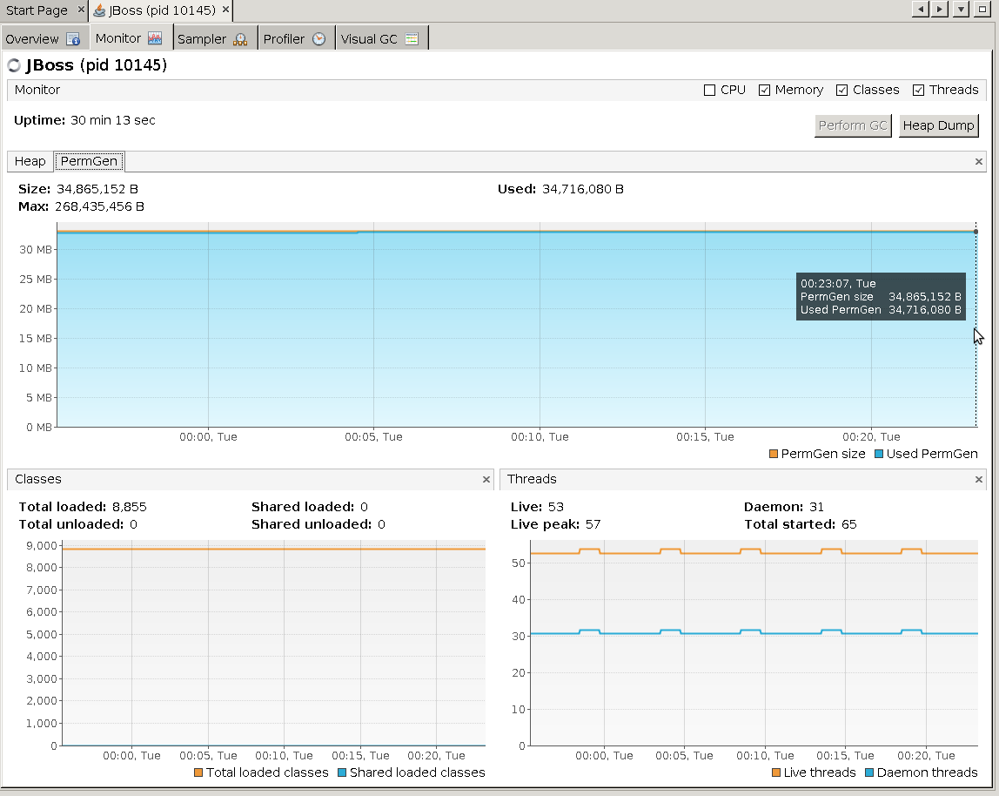 Start Page × JBoss (pid 10145) ×
Overview Monitor Sampler Profiler Visual GC
JBoss (pid 10145)
Monitor CPU Memory Classes Threads
Uptime: 30 min 13 sec
Perform GC Heap Dump
Heap PermGen ×
Size: 34,865,152 B Used: 34,716,080 B
Max: 268,435,456 B
30 MB
25 MB
20 MB
15 MB
10 MB
5 MB
0 MB
00:23:07, Tue
PermGen size 34,865,152 B
Used PermGen 34,716,080 B
00:00, Tue 00:05, Tue 00:10, Tue 00:15, Tue 00:20, Tue
PermGen size Used PermGen
Classes ×
Total loaded: 8,855 Shared loaded: 0
Total unloaded: 0 Shared unloaded: 0
9,000
8,000
7,000
6,000
5,000
4,000
3,000
2,000
1,000
0
00:00, Tue 00:05, Tue 00:10, Tue 00:15, Tue 00:20, Tue
Total loaded classes Shared loaded classes
Threads ×
Live: 53 Daemon: 31
Live peak: 57 Total started: 65
50
40
30
20
10
0
00:00, Tue 00:05, Tue 00:10, Tue 00:15, Tue 00:20, Tue
Live threads Daemon threads